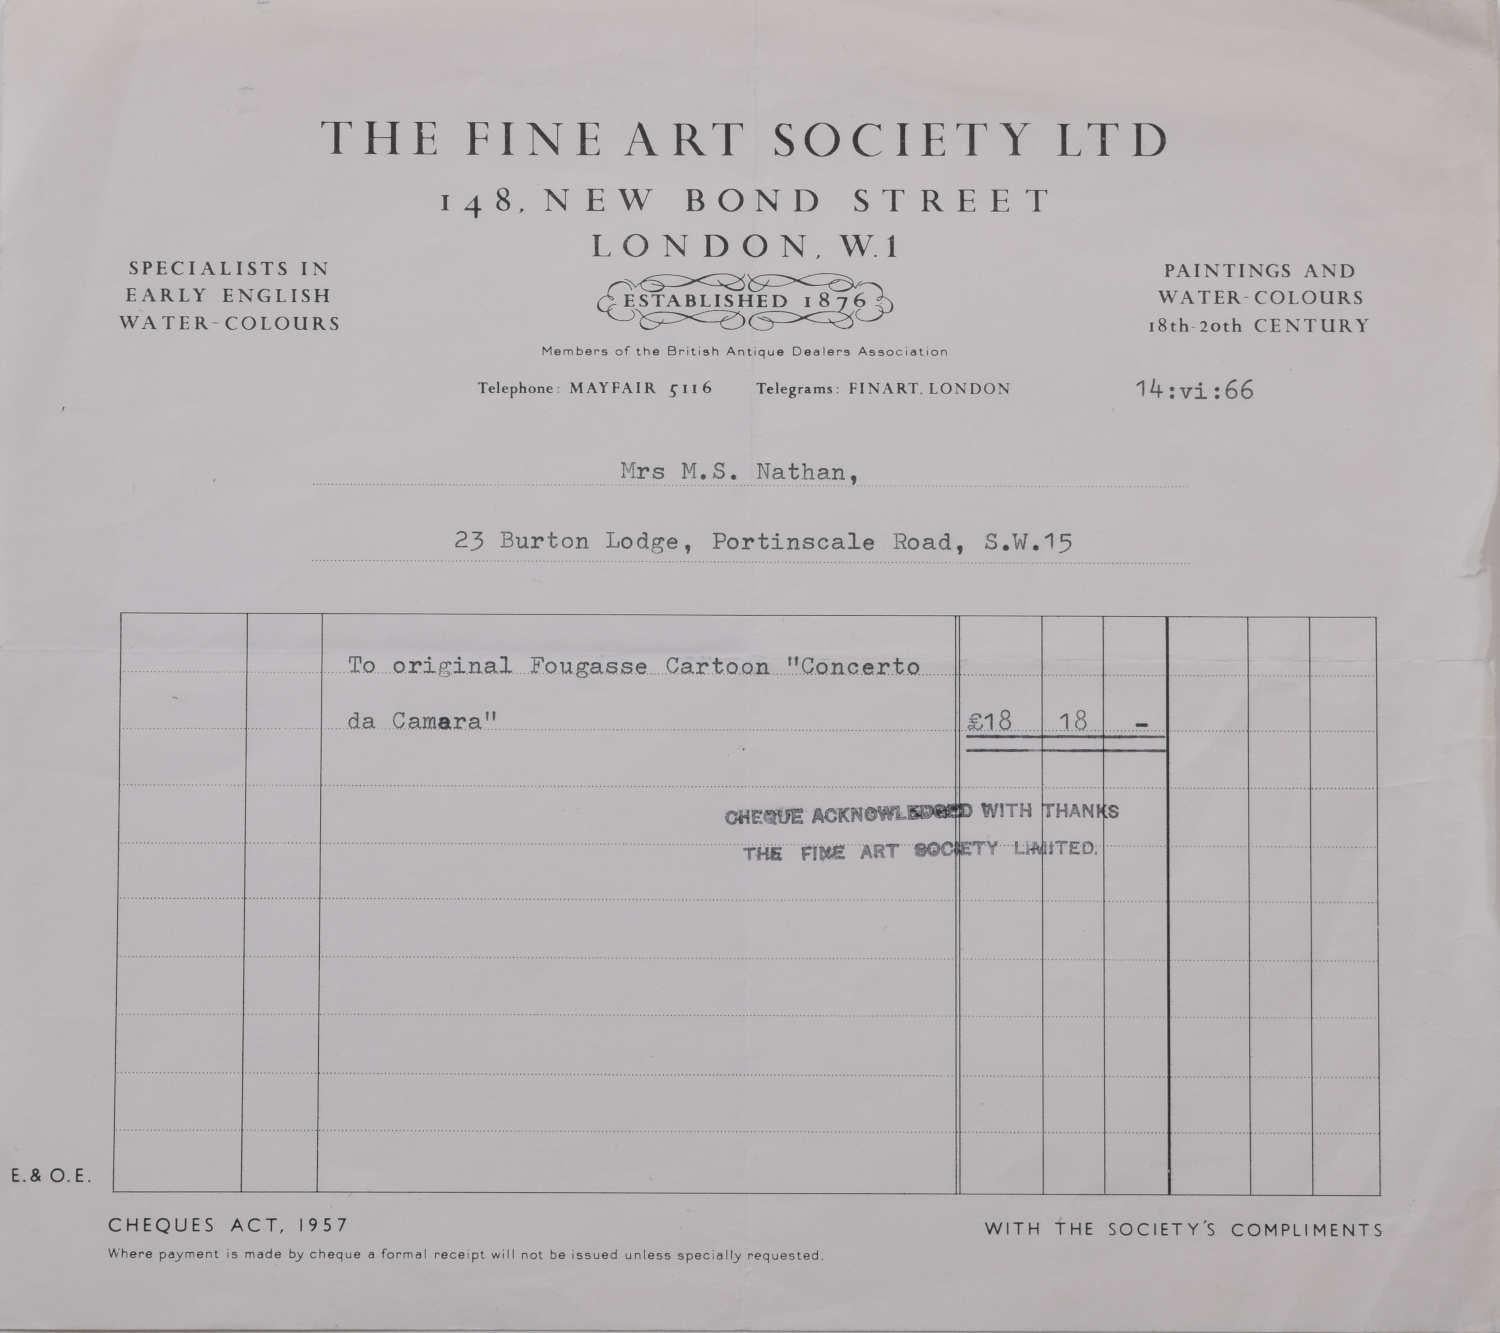 THE FINE ART SOCIETY LTD
148, NEW BOND STREET
LONDON, W.1
SPECIALISTS IN
EARLY ENGLISH
WATER-COLOURS
ESTABLISHED 1876
PAINTINGS AND
WATER-COLOURS
18th-20th CENTURY
Members of the British Antique Dealers Association
Telephone: MAYFAIR 5116 Telegrams: FINART, LONDON
14:vi:66
Mrs M.S. Nathan,
23 Burton Lodge, Portinscale Road, S.W.15
To original Fougasse Cartoon "Concerto
da Camara" £18 18 -
CHEQUE ACKNOWLEDGED WITH THANKS
THE FINE ART SOCIETY LIMITED.
E. & O.E.
CHEQUES ACT, 1957
WITH THE SOCIETY'S COMPLIMENTS
Where payment is made by cheque a formal receipt will not be issued unless specially requested.